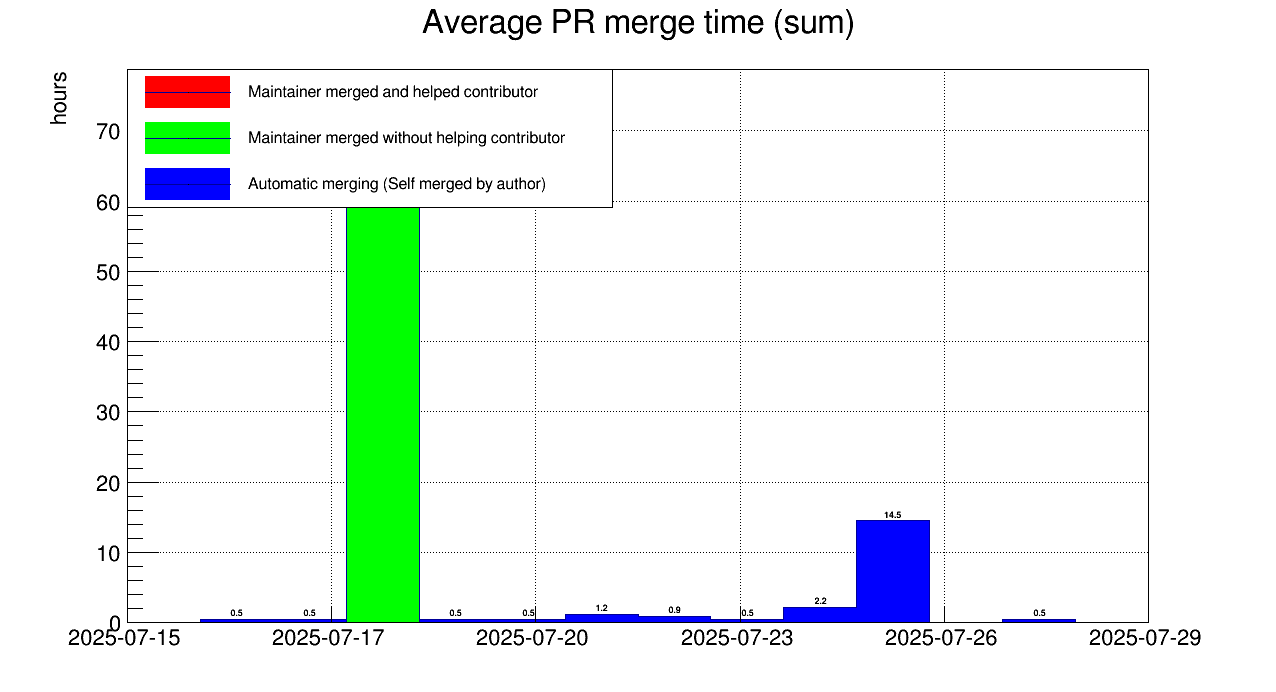 Average PR merge time (sum)
hours
Maintainer merged and helped contributor
Maintainer merged without helping contributor
Automatic merging (Self merged by author)
70
60
50
40
30
20
10
0
0.5 0.5 0.5 0.5 1.2 0.9 0.5 2.2 14.5 0.5
2025-07-15 2025-07-17 2025-07-20 2025-07-23 2025-07-26 2025-07-29